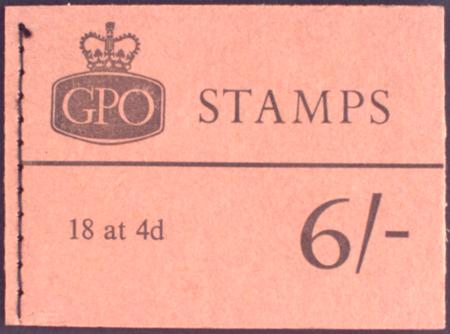 GPO STAMPS
18 at 4d
6/-